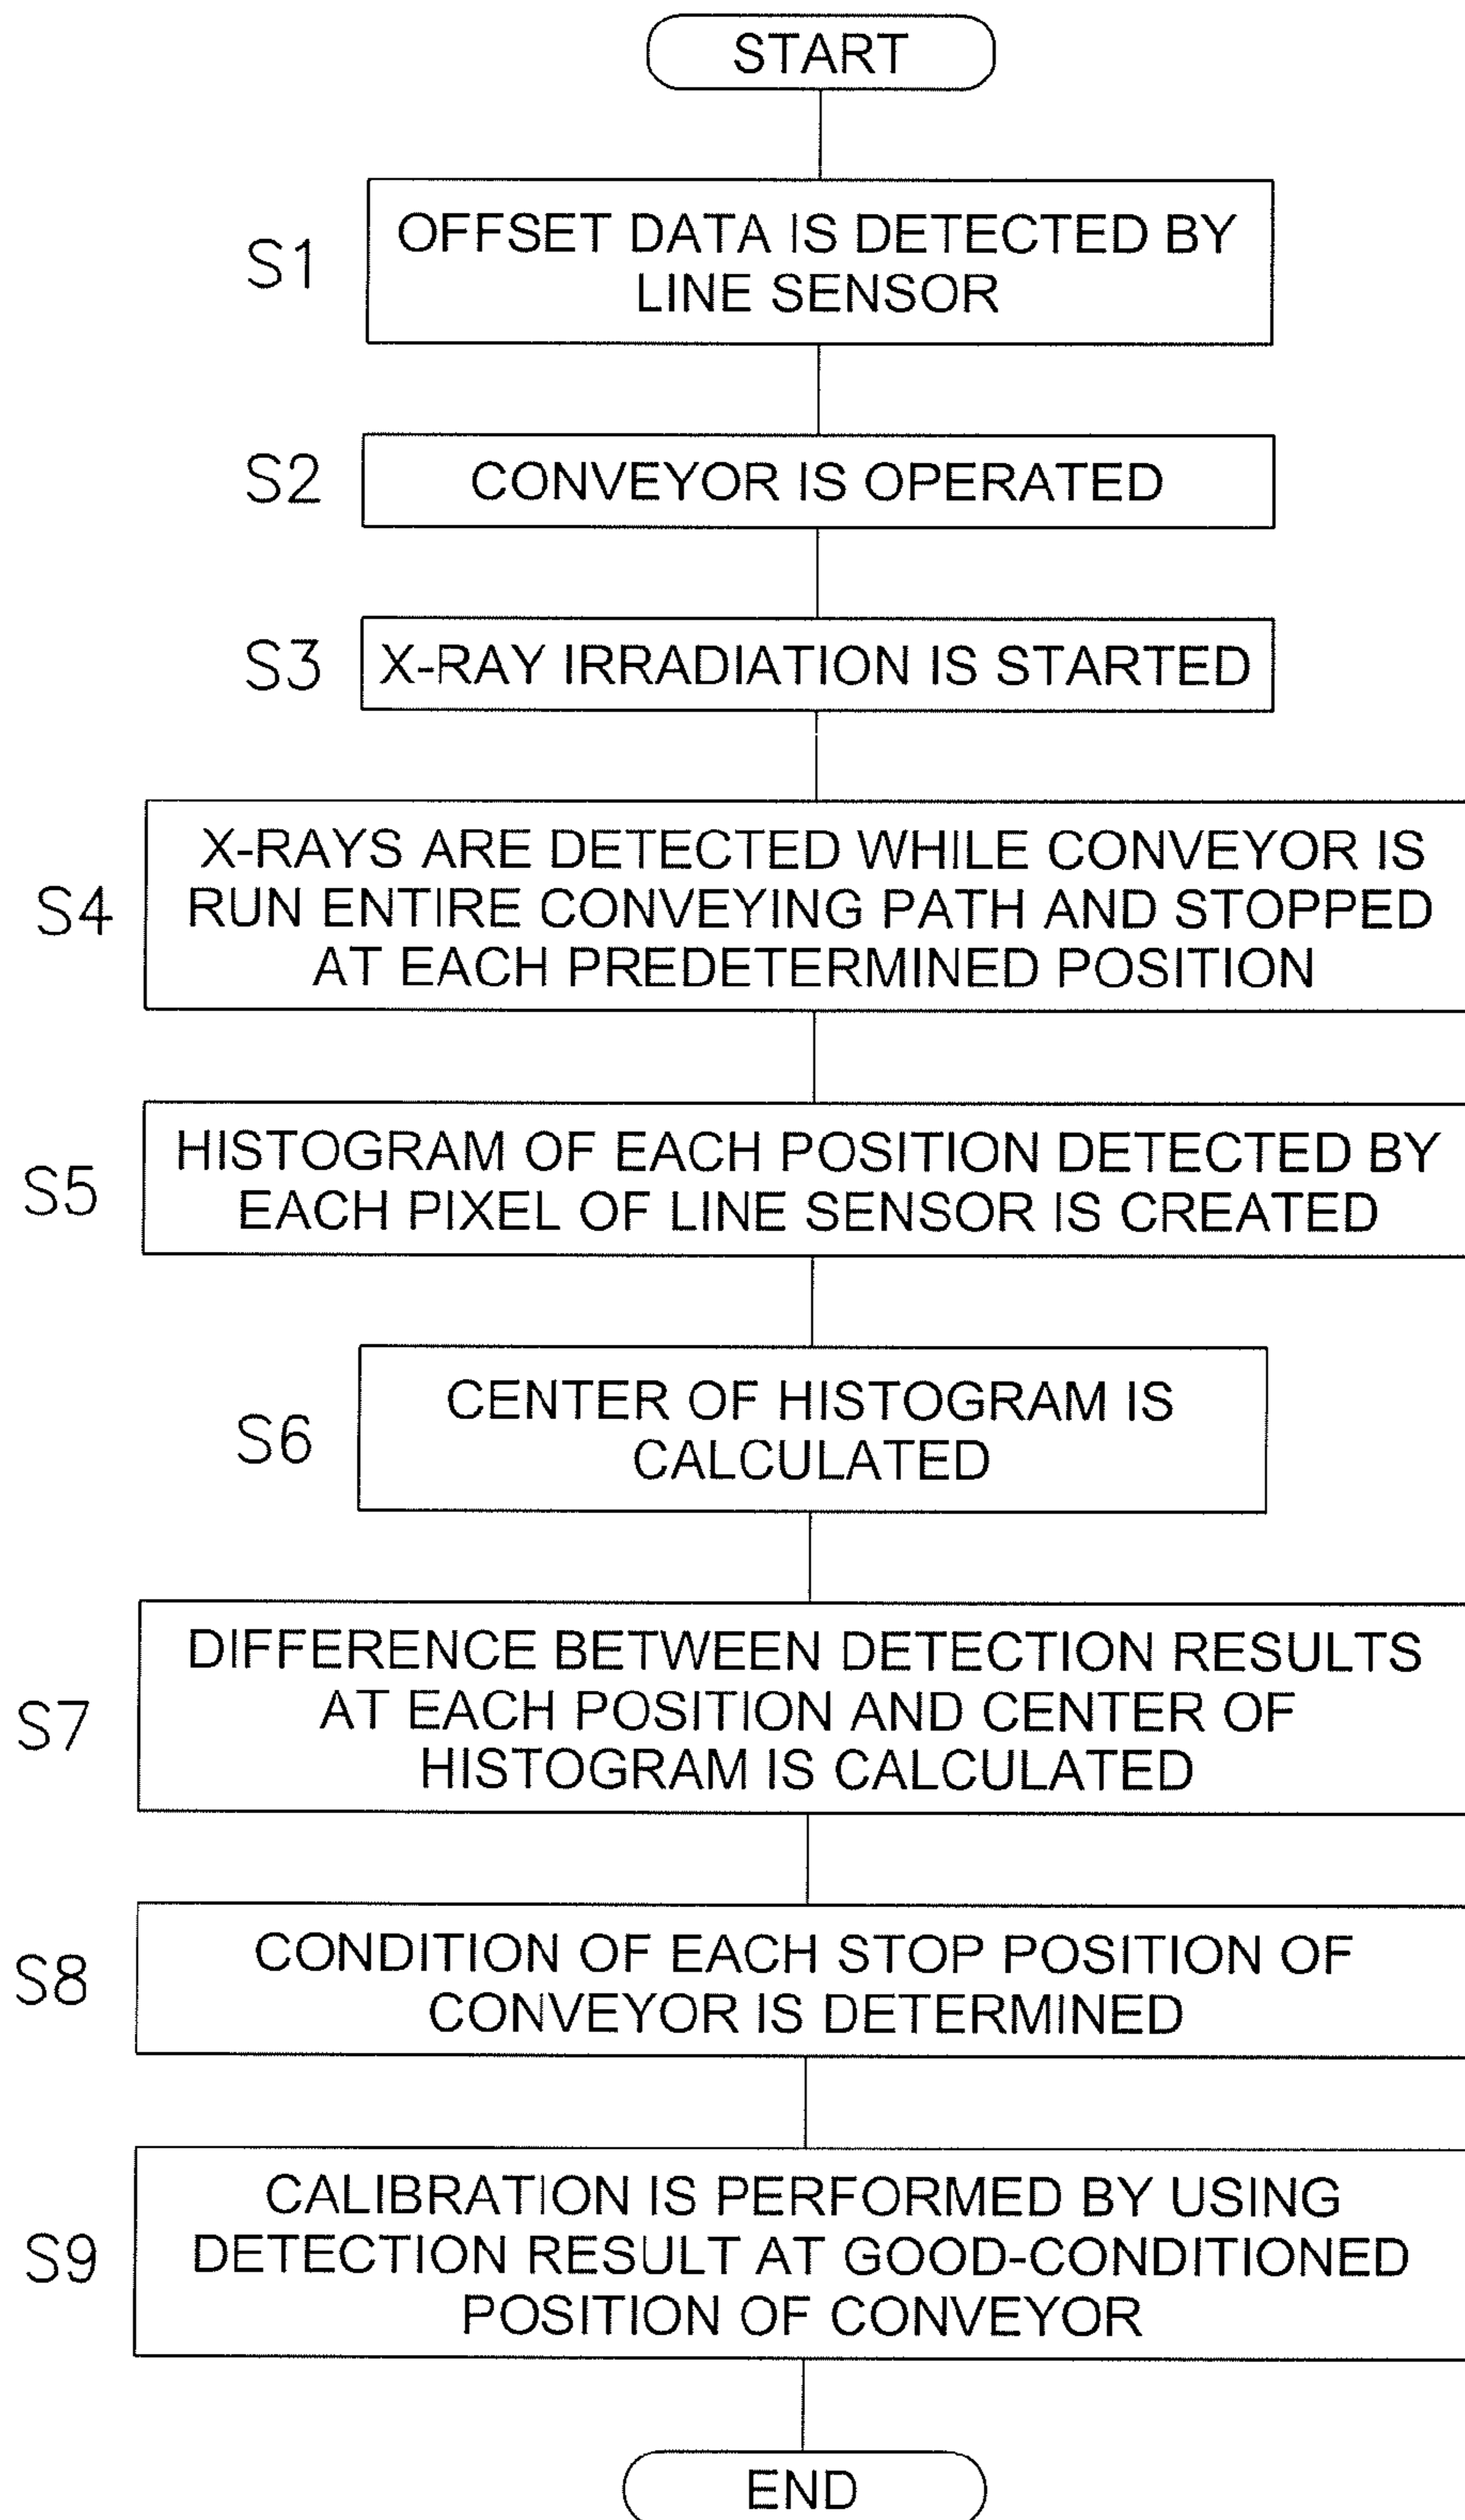 START
S1
OFFSET DATA IS DETECTED BY
LINE SENSOR
S2
CONVEYOR IS OPERATED
S3
X-RAY IRRADIATION IS STARTED
S4
X-RAYS ARE DETECTED WHILE CONVEYOR IS
RUN ENTIRE CONVEYING PATH AND STOPPED
AT EACH PREDETERMINED POSITION
S5
HISTOGRAM OF EACH POSITION DETECTED BY
EACH PIXEL OF LINE SENSOR IS CREATED
S6
CENTER OF HISTOGRAM IS
CALCULATED
S7
DIFFERENCE BETWEEN DETECTION RESULTS
AT EACH POSITION AND CENTER OF
HISTOGRAM IS CALCULATED
S8
CONDITION OF EACH STOP POSITION OF
CONVEYOR IS DETERMINED
S9
CALIBRATION IS PERFORMED BY USING
DETECTION RESULT AT GOOD-CONDITIONED
POSITION OF CONVEYOR
END